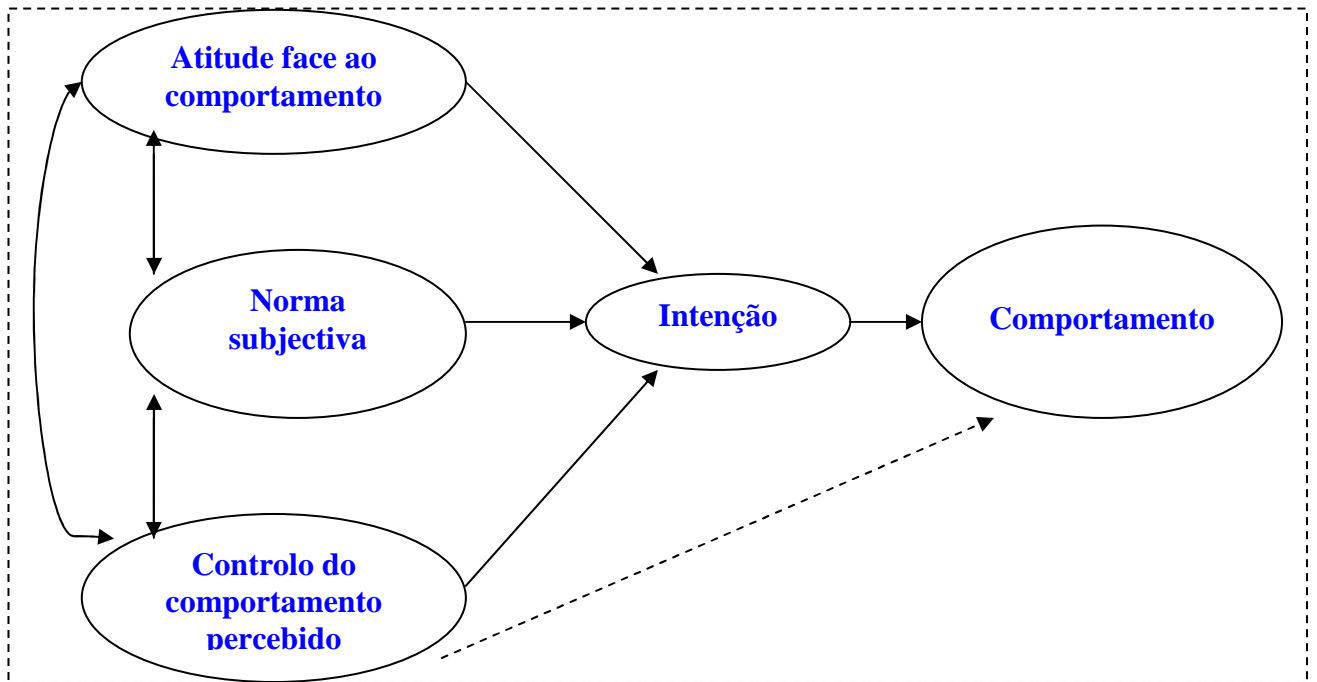 Atitude face ao
comportamento
Norma
subjectiva
Intenção
Comportamento
Controlo do
comportamento
percebido